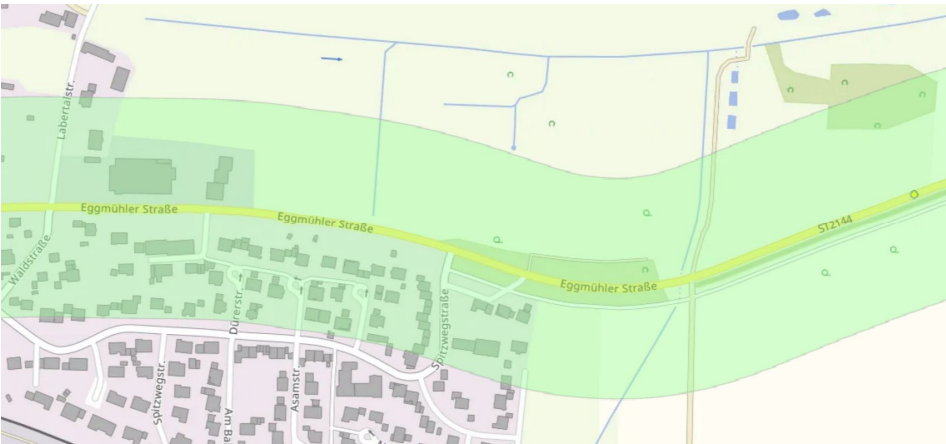 Labertalstr.
Eggmühler Straße
Eggmühler Straße
St2144
Waldstraße
Eggmühler Straße
Dürerstr.
Spitzwegstraße
Spitzwegstr.
Asamstr.
Am Ba